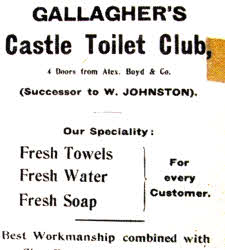 GALLAGHER'S
Castle Toilet Club,
4 Doors from Alex. Boyd & Co.
(Successor to W. JOHNSTON).
Our Speciality:
Fresh Towels
Fresh Water
Fresh Soap
For
every
Customer.
Best Workmanship combined with